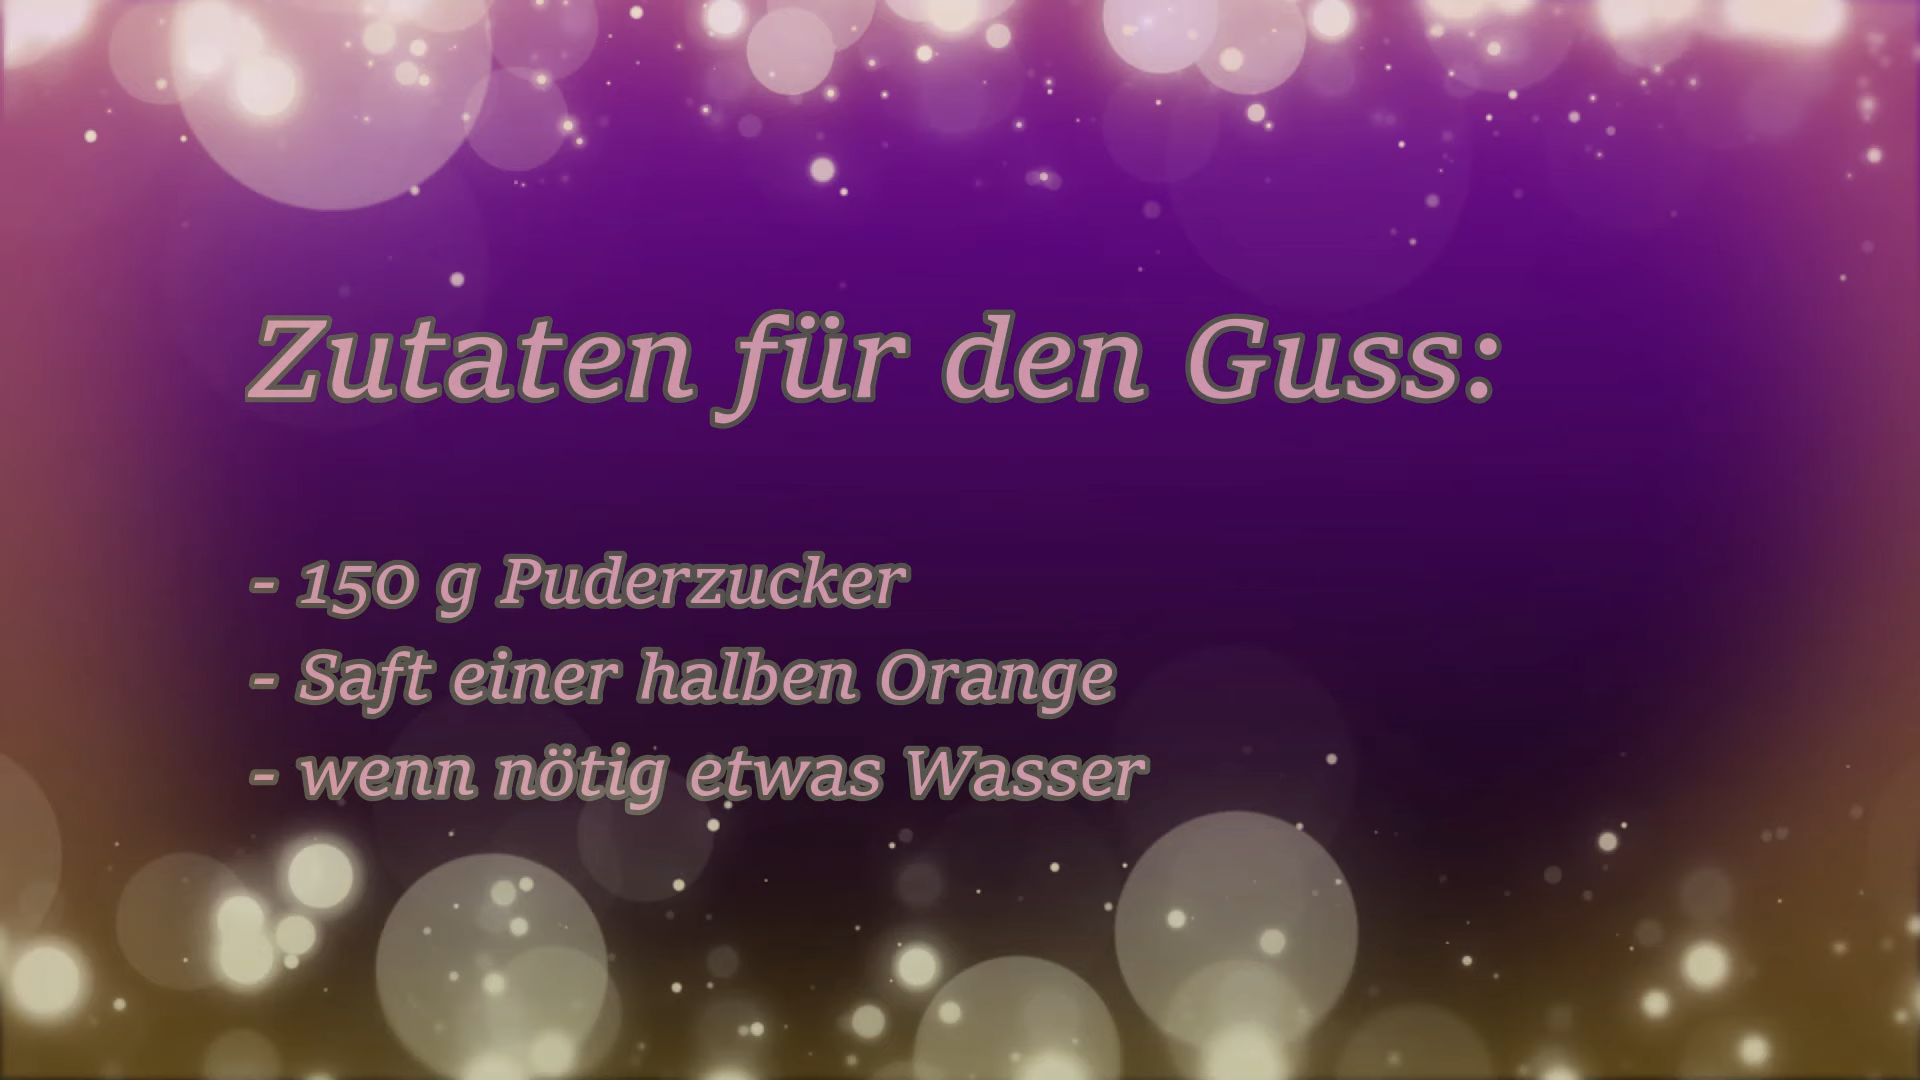 Zutaten für den Guss:
- 150 g Puderzucker
- Saft einer halben Orange
- wenn nötig etwas Wasser